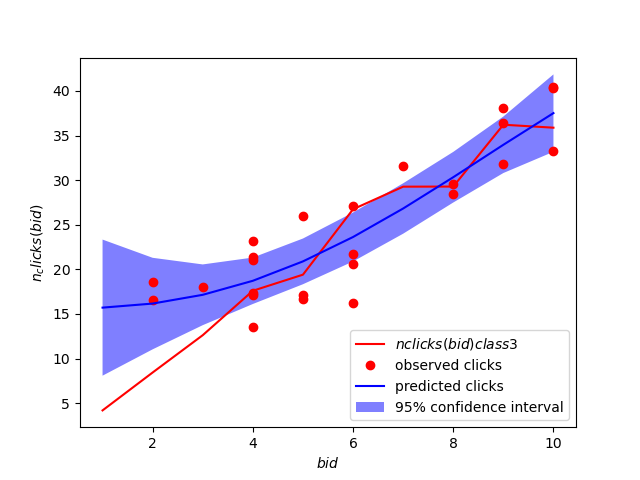 40
35
30
25
20
15
10
5
n_clicks(bid)
2
4
6
8
10
bid
nclicks(bid)class3
observed clicks
predicted clicks
95% confidence interval